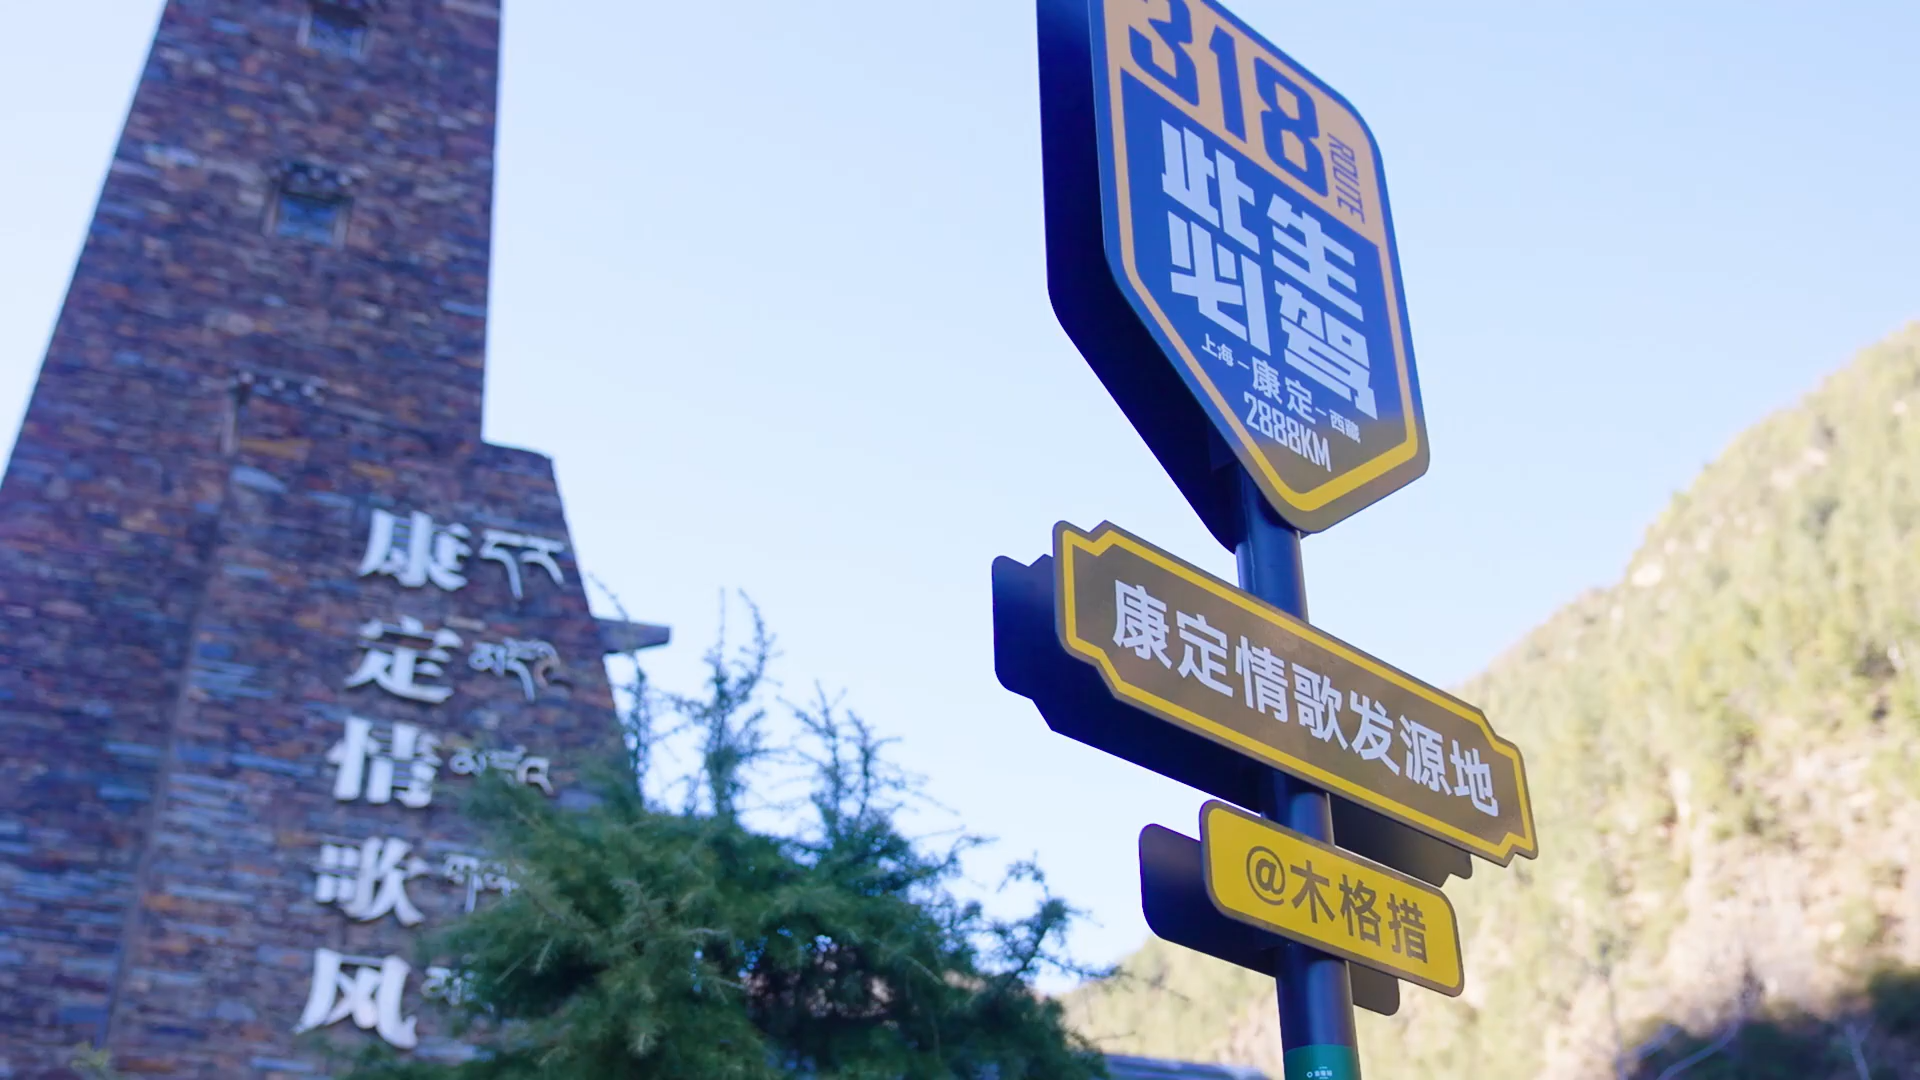 318
ROUTE
此生
必驾
上海-康定-西藏
2888KM
康定情歌发源地
@木格措
康
定
情
歌
风